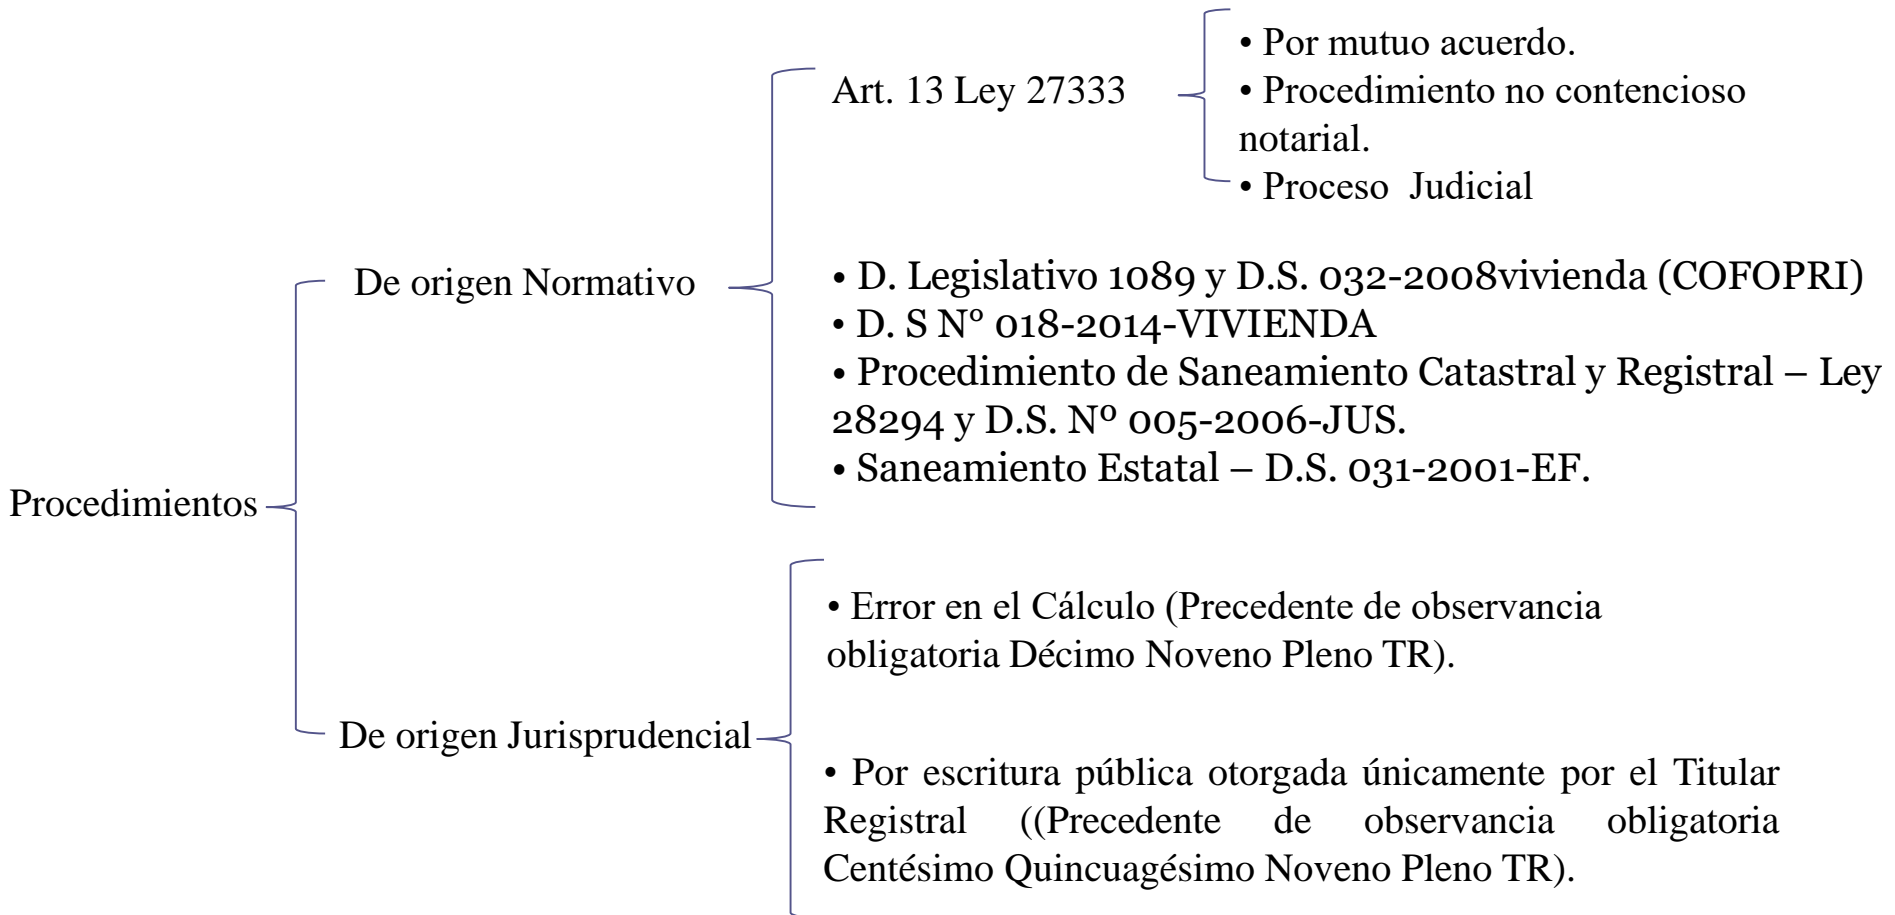 Procedimientos
De origen Normativo
Art. 13 Ley 27333
• Por mutuo acuerdo.
• Procedimiento no contencioso
notarial.
• Proceso Judicial
• D. Legislativo 1089 y D.S. 032-2008vivienda (COFOPRI)
• D. S N° 018-2014-VIVIENDA
• Procedimiento de Saneamiento Catastral y Registral – Ley
28294 y D.S. Nº 005-2006-JUS.
• Saneamiento Estatal – D.S. 031-2001-EF.
De origen Jurisprudencial
• Error en el Cálculo (Precedente de observancia
obligatoria Décimo Noveno Pleno TR).
• Por escritura pública otorgada únicamente por el Titular
Registral ((Precedente de observancia obligatoria
Centésimo Quincuagésimo Noveno Pleno TR).